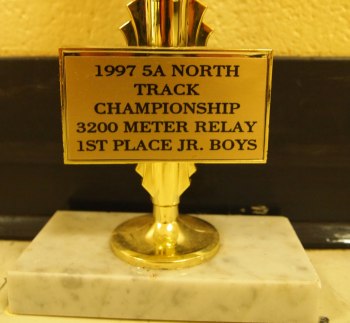 1997 5A NORTH
TRACK
CHAMPIONSHIP
3200 METER RELAY
1ST PLACE JR. BOYS